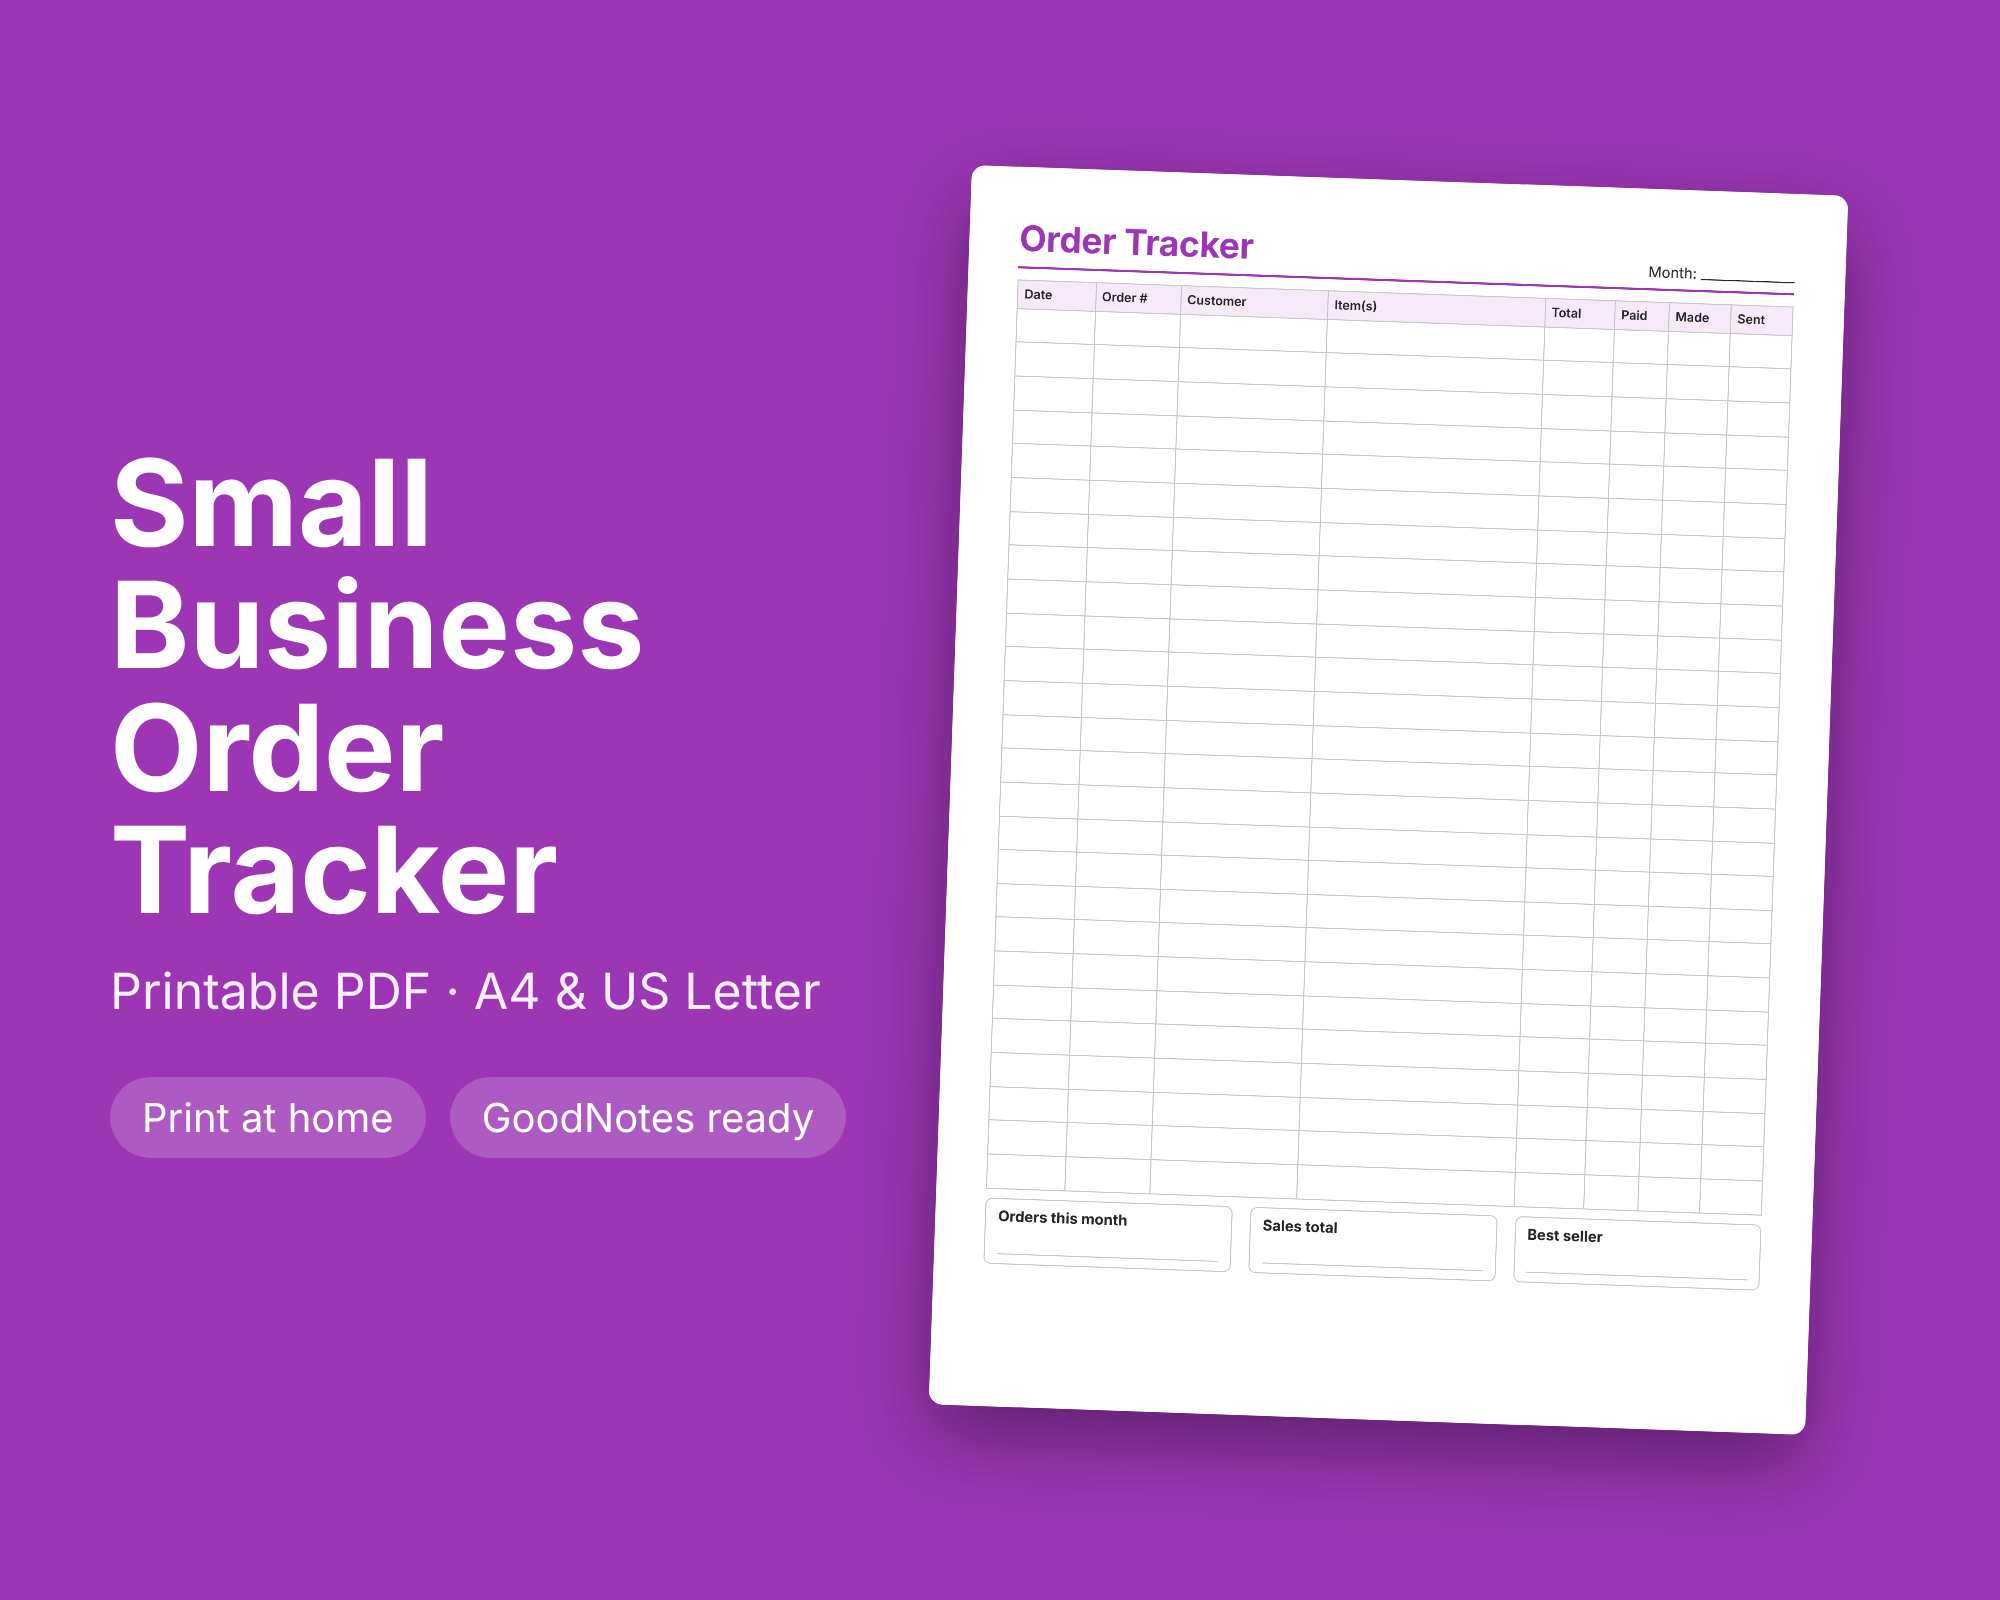 Small
Business
Order
Tracker
Printable PDF · A4 & US Letter
Print at home
GoodNotes ready
Order Tracker
Month: ___________
Date Order # Customer Item(s) Total Paid Made Sent
Orders this month
Sales total
Best seller